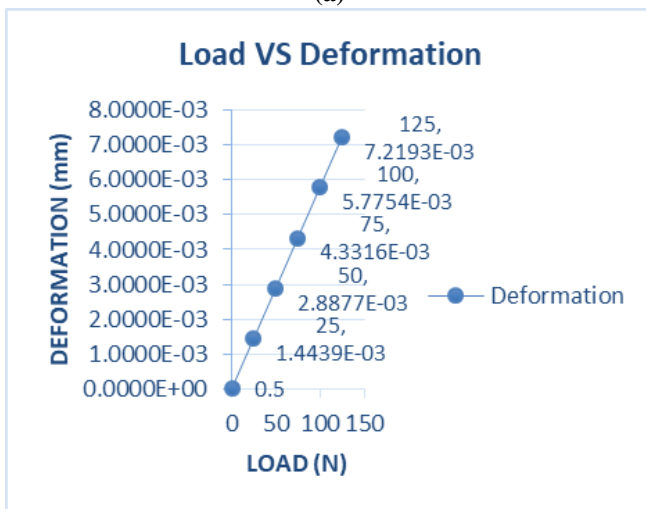 Load VS Deformation
DEFORMATION (mm)
8.0000E-03
7.0000E-03
6.0000E-03
5.0000E-03
4.0000E-03
3.0000E-03
2.0000E-03
1.0000E-03
0.0000E+00
125,
7.2193E-03
100,
5.7754E-03
75,
4.3316E-03
50,
2.8877E-03
25,
1.4439E-03
0.5
Deformation
0 50 100 150
LOAD (N)